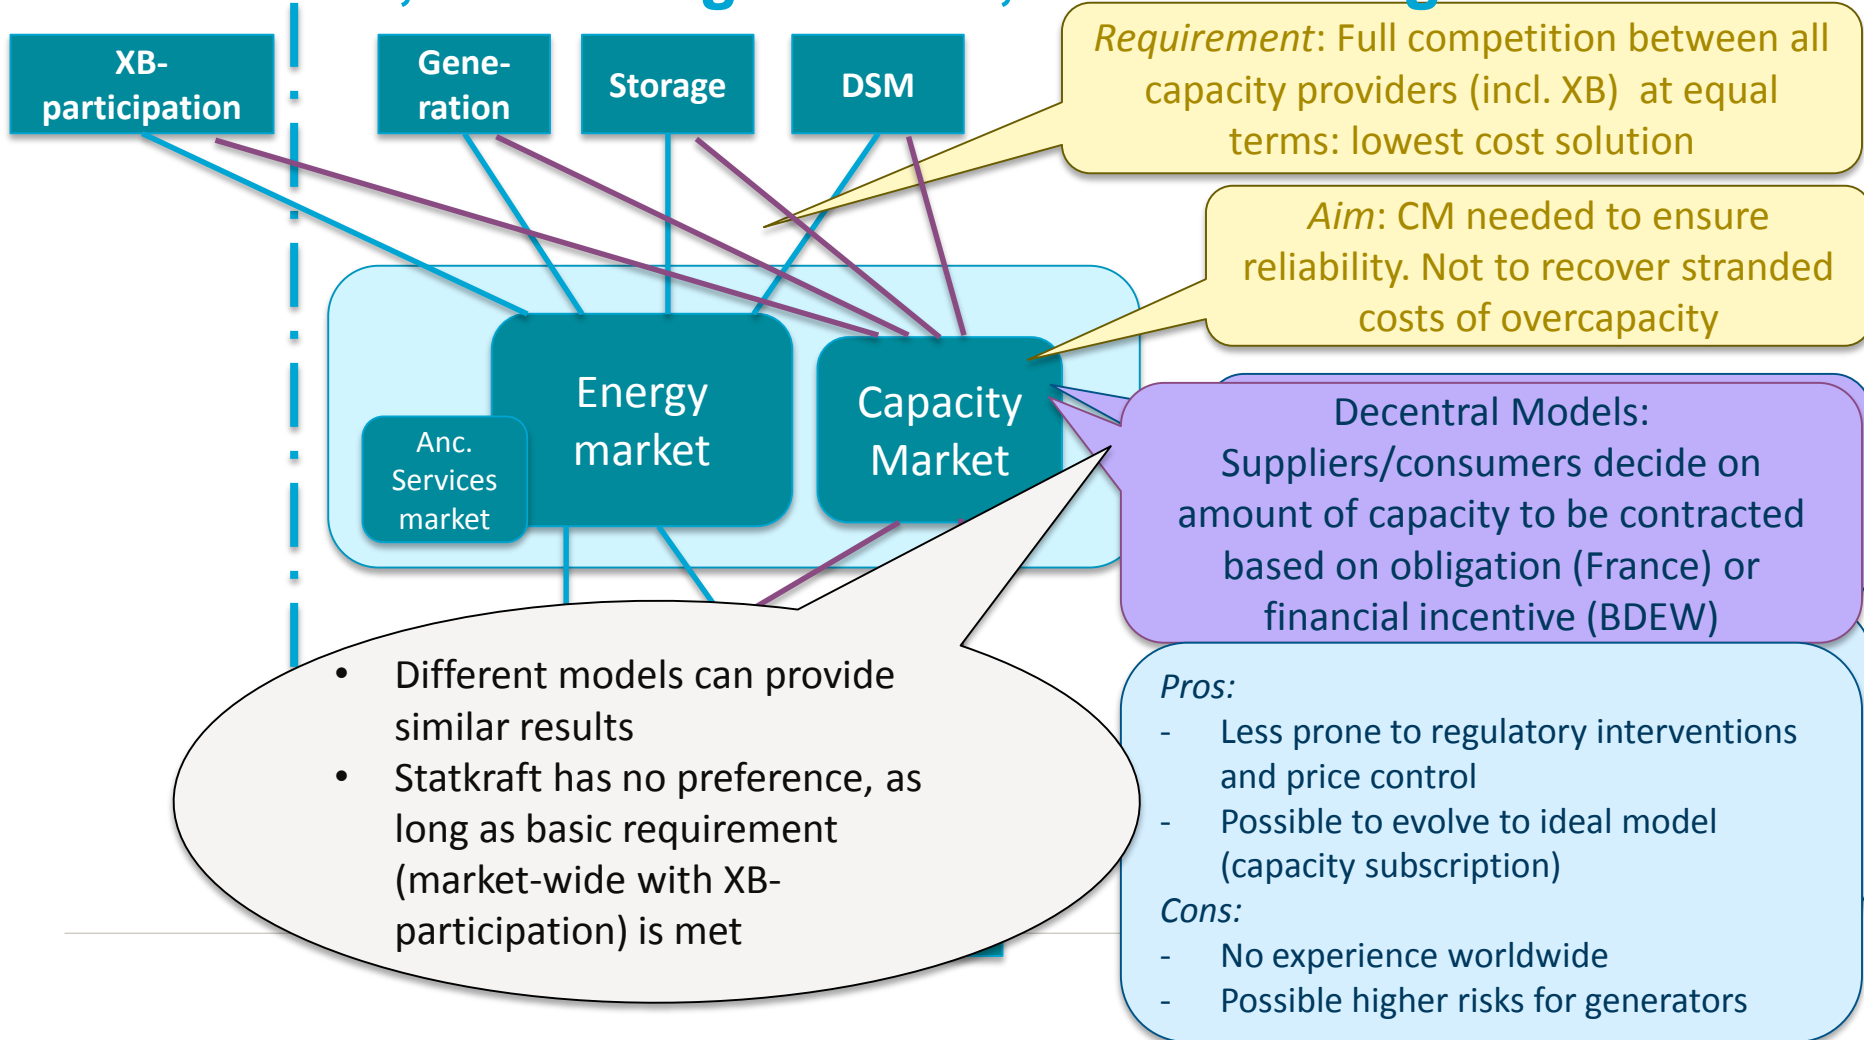 XB-
participation
Gene-
ration
Storage
DSM
Requirement: Full competition between all
capacity providers (incl. XB) at equal
terms: lowest cost solution
Aim: CM needed to ensure
reliability. Not to recover stranded
costs of overcapacity
Energy
market
Anc.
Services
market
Capacity
Market
Decentral Models:
Suppliers/consumers decide on
amount of capacity to be contracted
based on obligation (France) or
financial incentive (BDEW)
• Different models can provide
similar results
• Statkraft has no preference, as
long as basic requirement
(market-wide with XB-
participation) is met
Pros:
- Less prone to regulatory interventions
and price control
- Possible to evolve to ideal model
(capacity subscription)
Cons:
- No experience worldwide
- Possible higher risks for generators